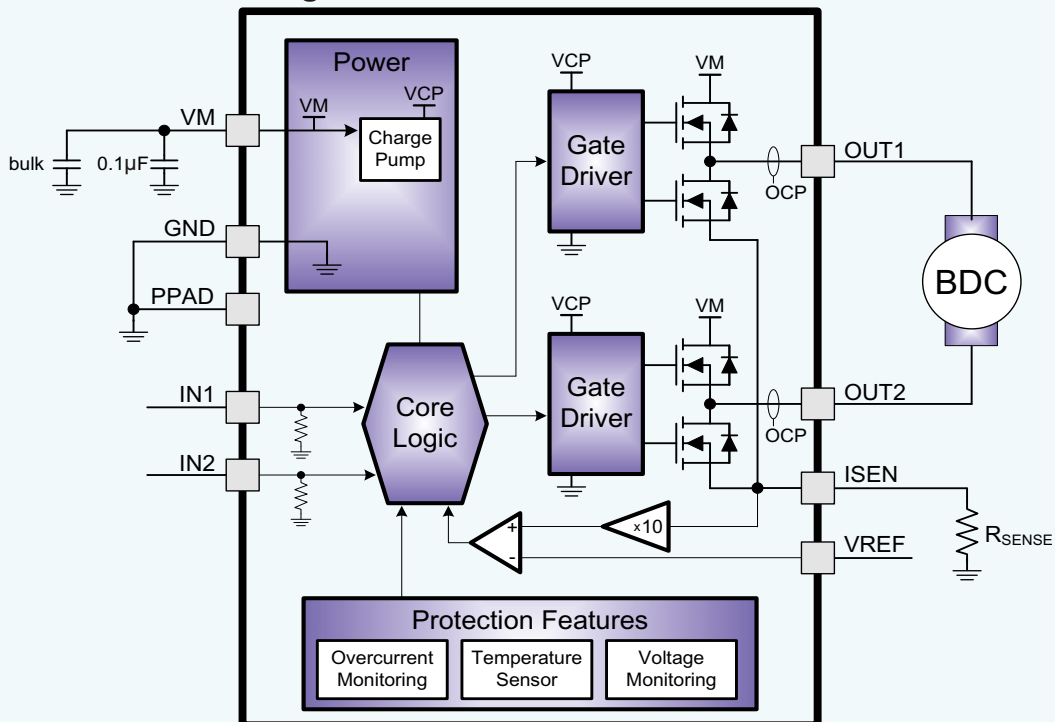 Power
VM
VCP
Charge
Pump
VM
bulk
0.1µF
GND
PPAD
IN1
IN2
Core
Logic
VCP
Gate
Driver
VM
OCP
OUT1
BDC
VCP
Gate
Driver
VM
OCP
OUT2
ISEN
x10
+
-
VREF
RSENSE
Protection Features
Overcurrent
Monitoring
Temperature
Sensor
Voltage
Monitoring